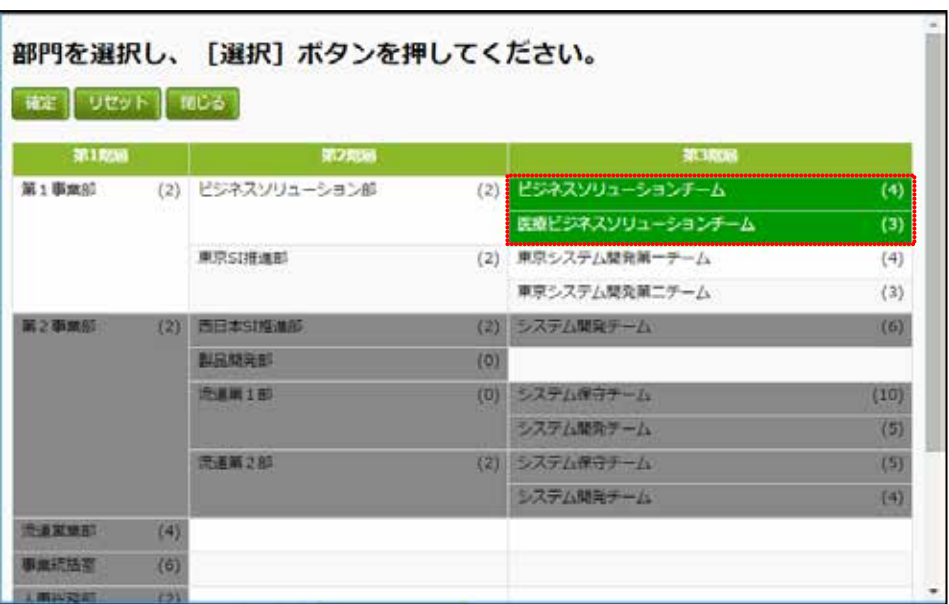 部門を選択し、［選択］ボタンを押してください。
確定 リセット 閉じる
第1階層 第2階層 第3階層
第１事業部 (2) ビジネスソリューション部 (2) ビジネスソリューションチーム (4)
医療ビジネスソリューションチーム (3)
東京SI推進部 (2) 東京システム開発第一チーム (4)
東京システム開発第二チーム (3)
第２事業部 (2) 西日本SI推進部 (2) システム開発チーム (6)
製品開発部 (0)
流通第１部 (0) システム保守チーム (10)
システム開発チーム (5)
流通第２部 (2) システム保守チーム (5)
システム開発チーム (4)
流通営業部 (4)
事業統括室 (6)
人事総務部 (2)